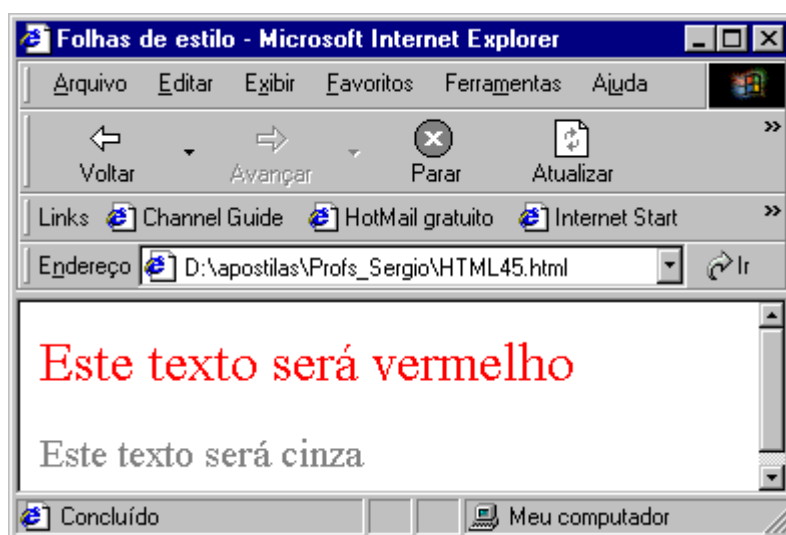 Folhas de estilo - Microsoft Internet Explorer
Arquivo Editar Exibir Favoritos Ferramentas Ajuda
Voltar Avançar Parar Atualizar »
Links Channel Guide HotMail gratuito Internet Start »
Endereço D:\apostilas\Profs_Sergio\HTML45.html Ir
Este texto será vermelho
Este texto será cinza
Concluído Meu computador